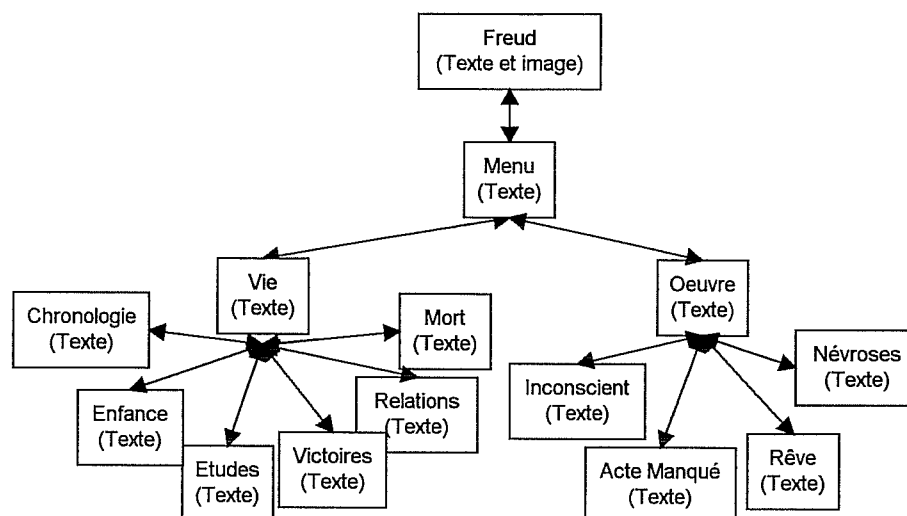 Freud
(Texte et image)
Menu
(Texte)
Vie
(Texte)
Oeuvre
(Texte)
Chronologie
(Texte)
Mort
(Texte)
Enfance
(Texte)
Relations
(Texte)
Etudes
(Texte)
Victoires
(Texte)
Inconscient
(Texte)
Névroses
(Texte)
Acte Manqué
(Texte)
Rêve
(Texte)